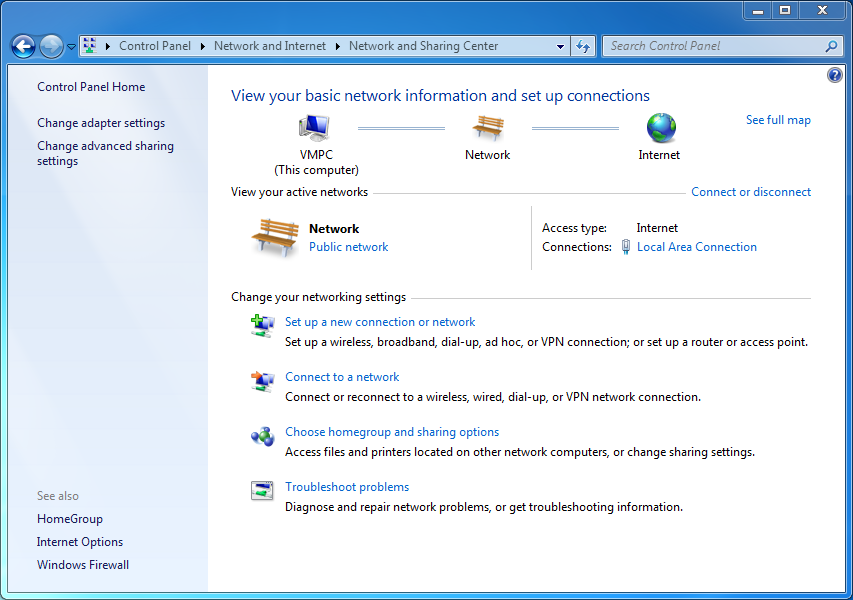 Control Panel Network and Internet Network and Sharing Center Search Control Panel
Control Panel Home
Change adapter settings
Change advanced sharing
settings
See also
HomeGroup
Internet Options
Windows Firewall
View your basic network information and set up connections
See full map
VMPC Network Internet
(This computer)
View your active networks Connect or disconnect
Network
Public network
Access type: Internet
Connections: Local Area Connection
Change your networking settings
Set up a new connection or network
Set up a wireless, broadband, dial-up, ad hoc, or VPN connection; or set up a router or access point.
Connect to a network
Connect or reconnect to a wireless, wired, dial-up, or VPN network connection.
Choose homegroup and sharing options
Access files and printers located on other network computers, or change sharing settings.
Troubleshoot problems
Diagnose and repair network problems, or get troubleshooting information.